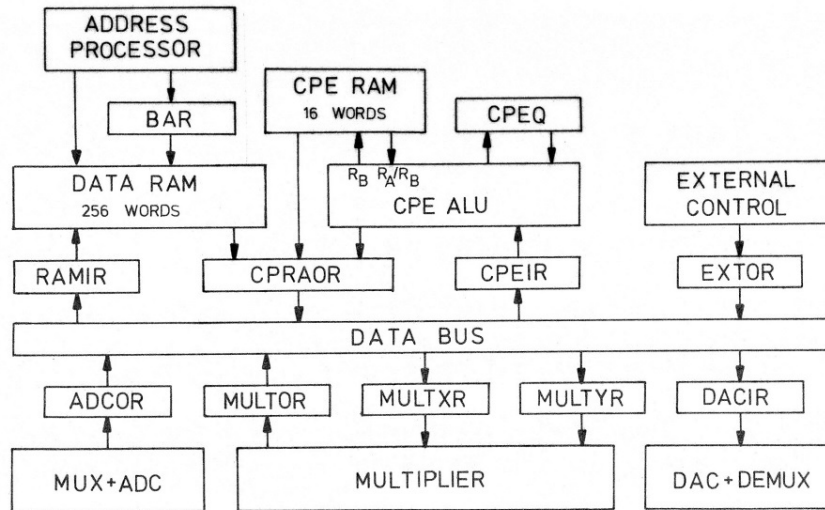 ADDRESS
PROCESSOR
BAR
CPE RAM
16 WORDS
CPEQ
DATA RAM
256 WORDS
R_B R_A/R_B
CPE ALU
EXTERNAL
CONTROL
RAMIR
CPRAOR
CPEIR
EXTOR
DATA BUS
ADCOR
MULTOR
MULTXR
MULTYR
DACIR
MUX+ADC
MULTIPLIER
DAC+DEMUX